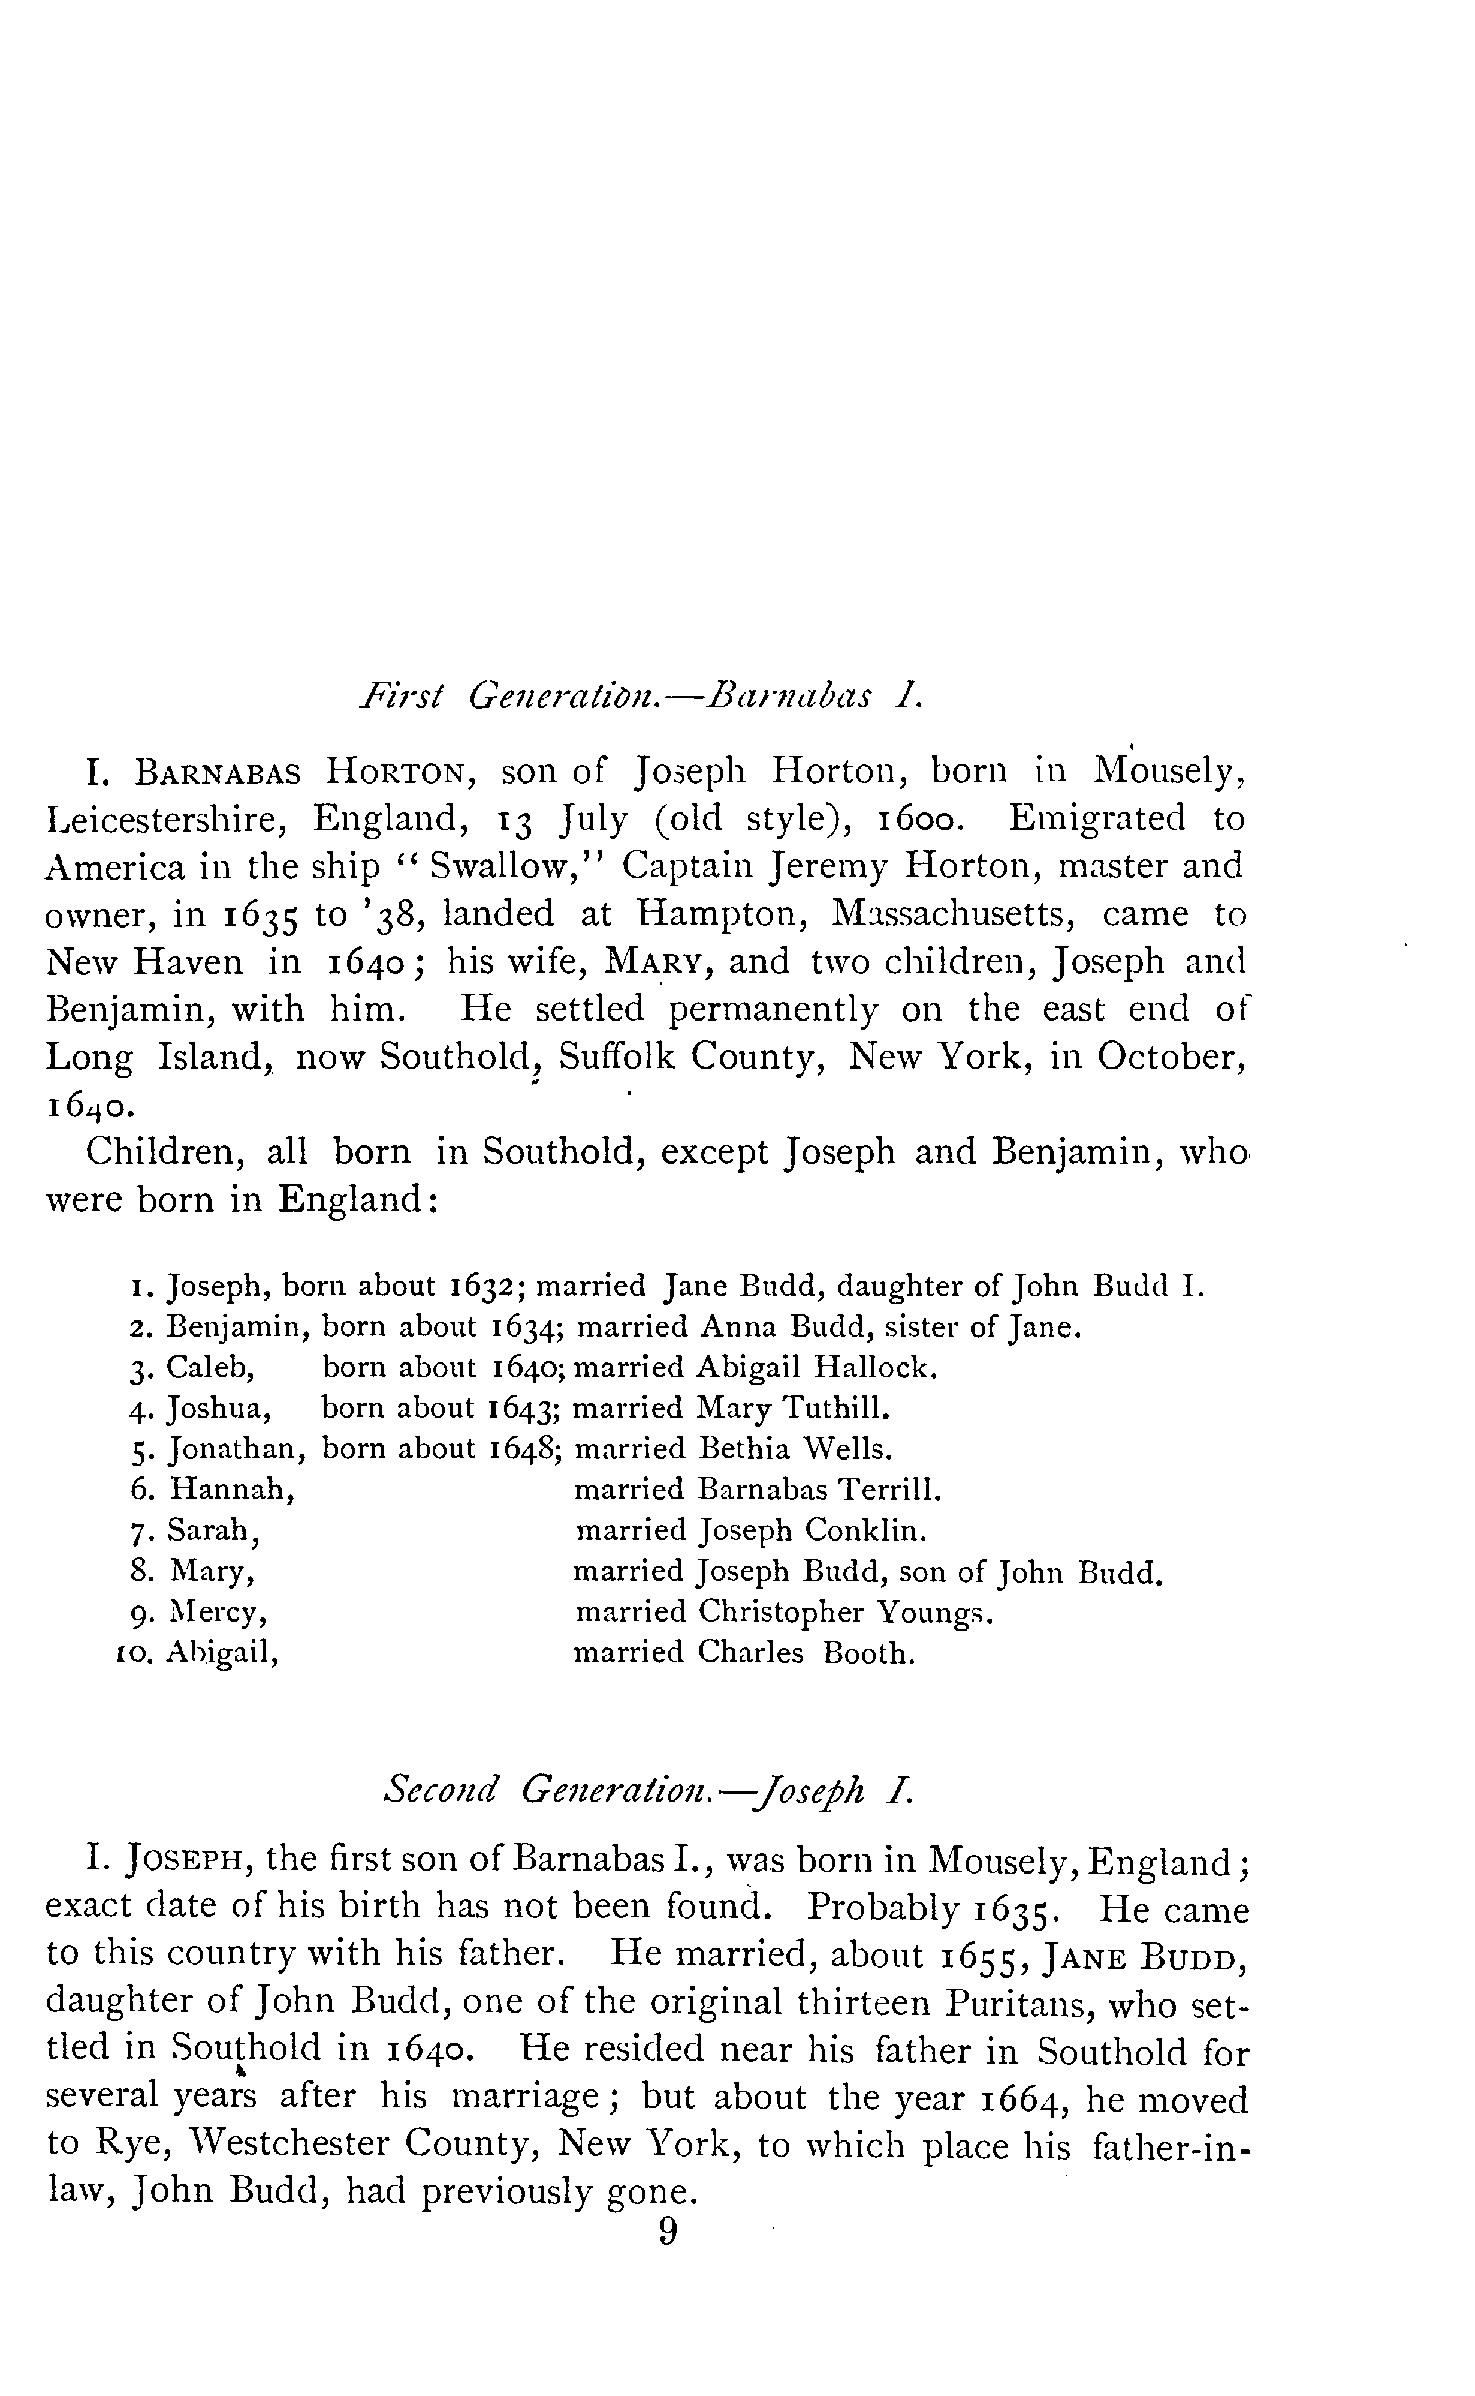 First Generation.—Barnabas I.
I. BARNABAS HORTON, son of Joseph Horton, born in Mousely,
Leicestershire, England, 13 July (old style), 1600. Emigrated to
America in the ship “Swallow,” Captain Jeremy Horton, master and
owner, in 1635 to ’38, landed at Hampton, Massachusetts, came to
New Haven in 1640; his wife, MARY, and two children, Joseph and
Benjamin, with him. He settled permanently on the east end of
Long Island, now Southold, Suffolk County, New York, in October,
1640.
Children, all born in Southold, except Joseph and Benjamin, who
were born in England:
1. Joseph, born about 1632; married Jane Budd, daughter of John Budd I.
2. Benjamin, born about 1634; married Anna Budd, sister of Jane.
3. Caleb, born about 1640; married Abigail Hallock.
4. Joshua, born about 1643; married Mary Tuthill.
5. Jonathan, born about 1648; married Bethia Wells.
6. Hannah, married Barnabas Terrill.
7. Sarah, married Joseph Conklin.
8. Mary, married Joseph Budd, son of John Budd.
9. Mercy, married Christopher Youngs.
10. Abigail, married Charles Booth.
Second Generation.—Joseph I.
I. JOSEPH, the first son of Barnabas I., was born in Mousely, England;
exact date of his birth has not been found. Probably 1635. He came
to this country with his father. He married, about 1655, JANE BUDD,
daughter of John Budd, one of the original thirteen Puritans, who set-
tled in Southold in 1640. He resided near his father in Southold for
several years after his marriage; but about the year 1664, he moved
to Rye, Westchester County, New York, to which place his father-in-
law, John Budd, had previously gone.
9